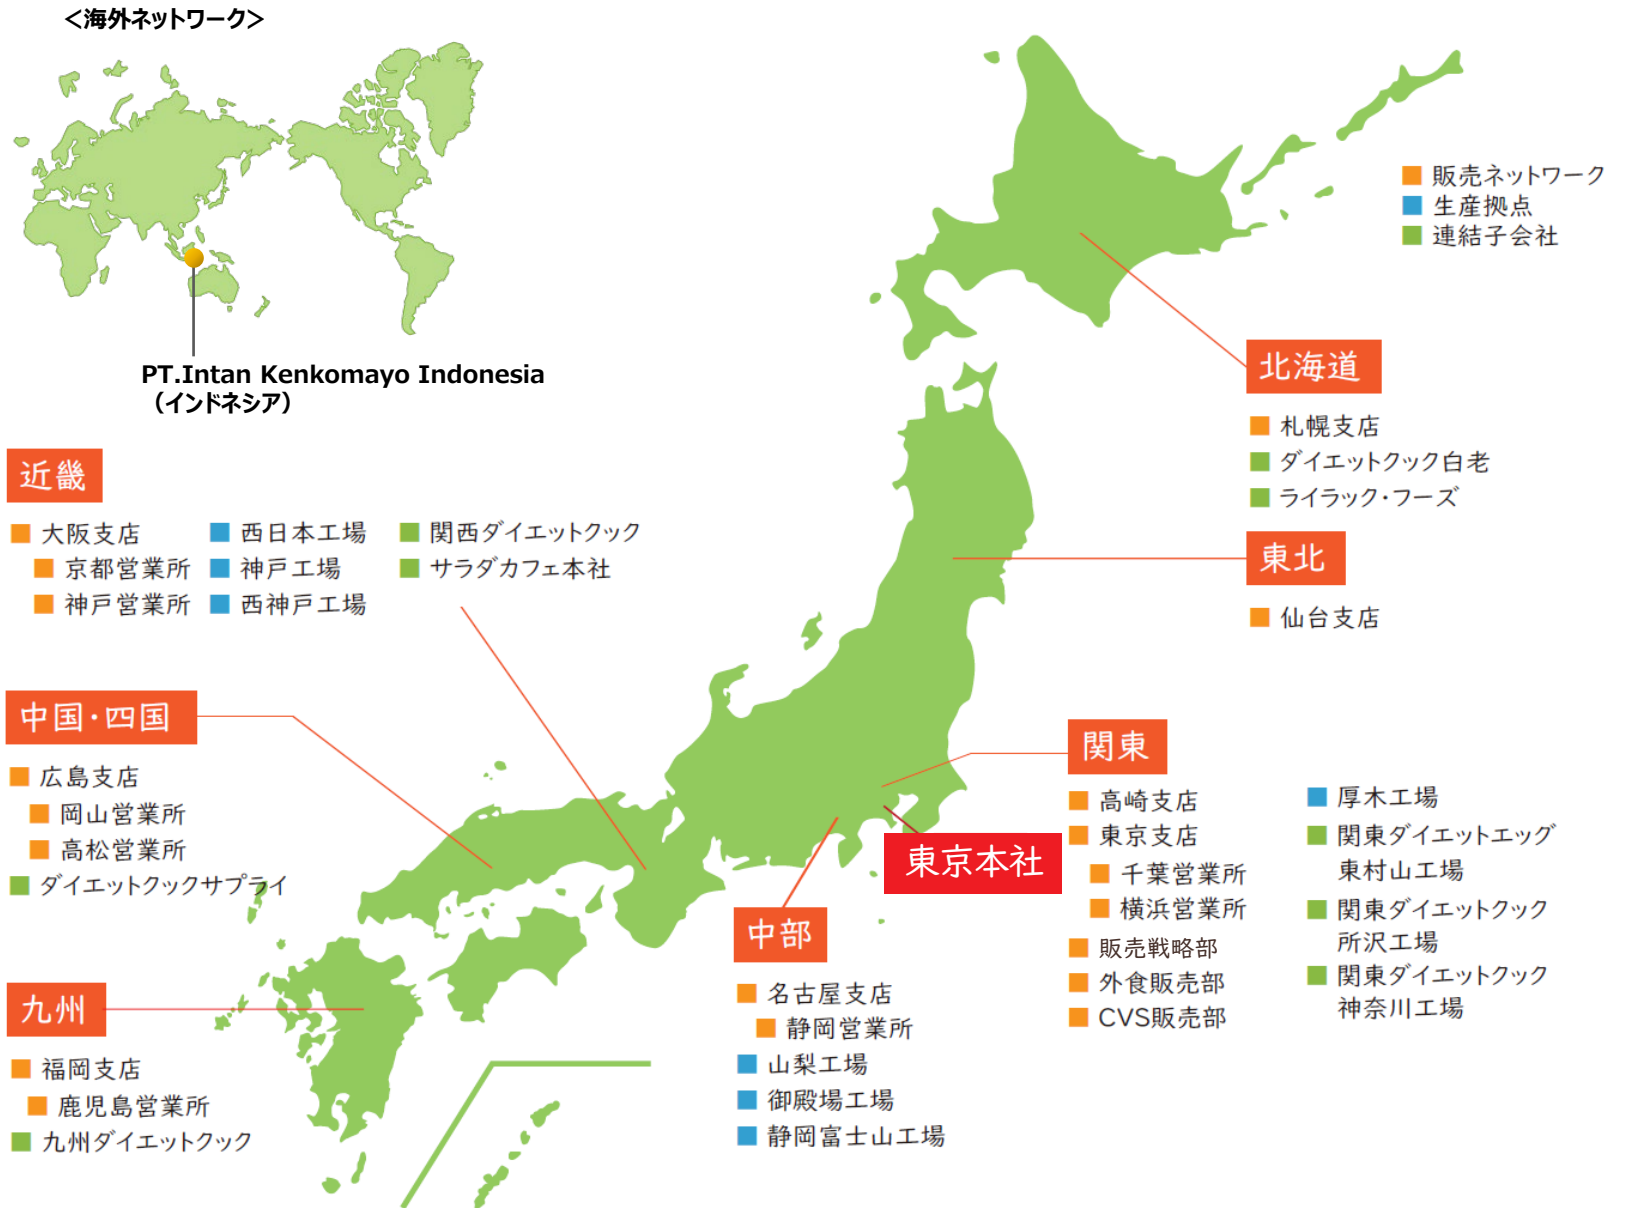 ＜海外ネットワーク＞
PT.Intan Kenkomayo Indonesia
（インドネシア）
販売ネットワーク
生産拠点
連結子会社
北海道
札幌支店
ダイエットクック白老
ライラック・フーズ
東北
仙台支店
近畿
大阪支店
京都営業所
神戸営業所
西日本工場
神戸工場
西神戸工場
関西ダイエットクック
サラダカフェ本社
中国・四国
広島支店
岡山営業所
高松営業所
ダイエットクックサプライ
九州
福岡支店
鹿児島営業所
九州ダイエットクック
中部
名古屋支店
静岡営業所
山梨工場
御殿場工場
静岡富士山工場
東京本社
関東
高崎支店
東京支店
千葉営業所
横浜営業所
販売戦略部
外食販売部
CVS販売部
厚木工場
関東ダイエットエッグ
東村山工場
関東ダイエットクック
所沢工場
関東ダイエットクック
神奈川工場